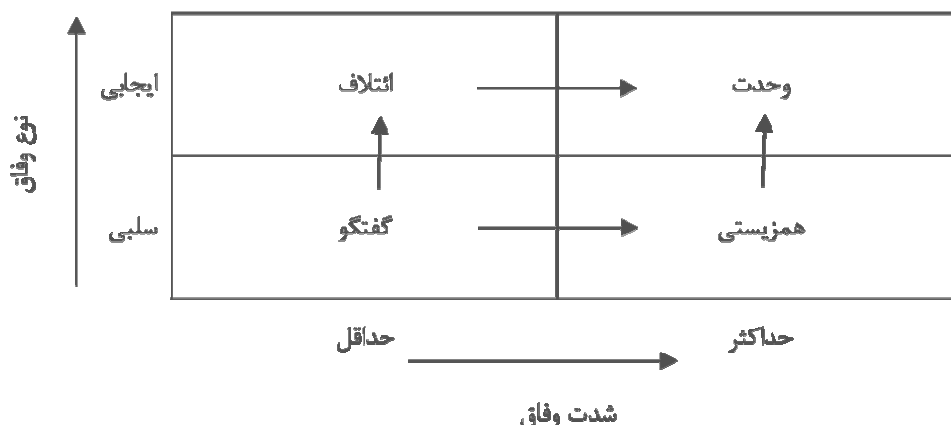 ایجابی ائتلاف وحدت
نوع وفاق
سلبی گفتگو همزیستی
حداقل حداکثر
شدت وفاق